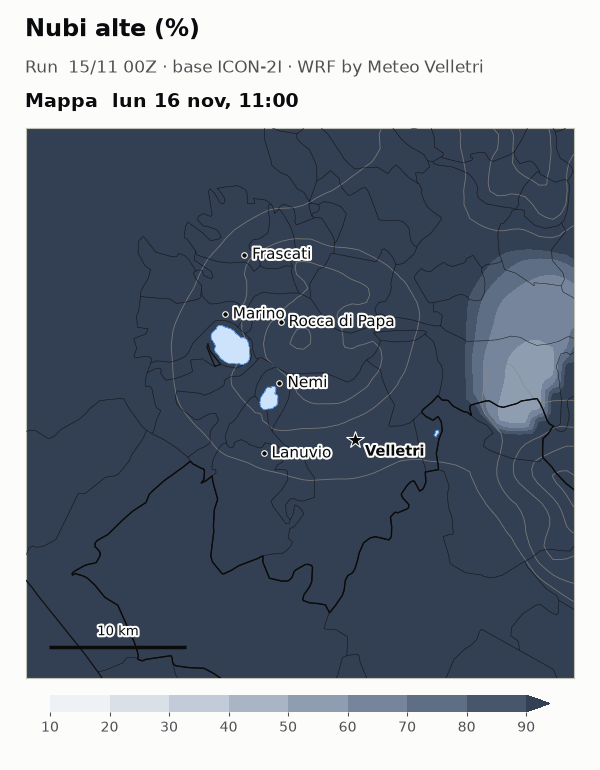 Nubi alte (%)
Run  15/11 00Z · base ICON-2I · WRF by Meteo Velletri
Mappa  lun 16 nov, 11:00
Frascati
Marino
Rocca di Papa
Nemi
Velletri
Lanuvio
10 km
10 20 30 40 50 60 70 80 90